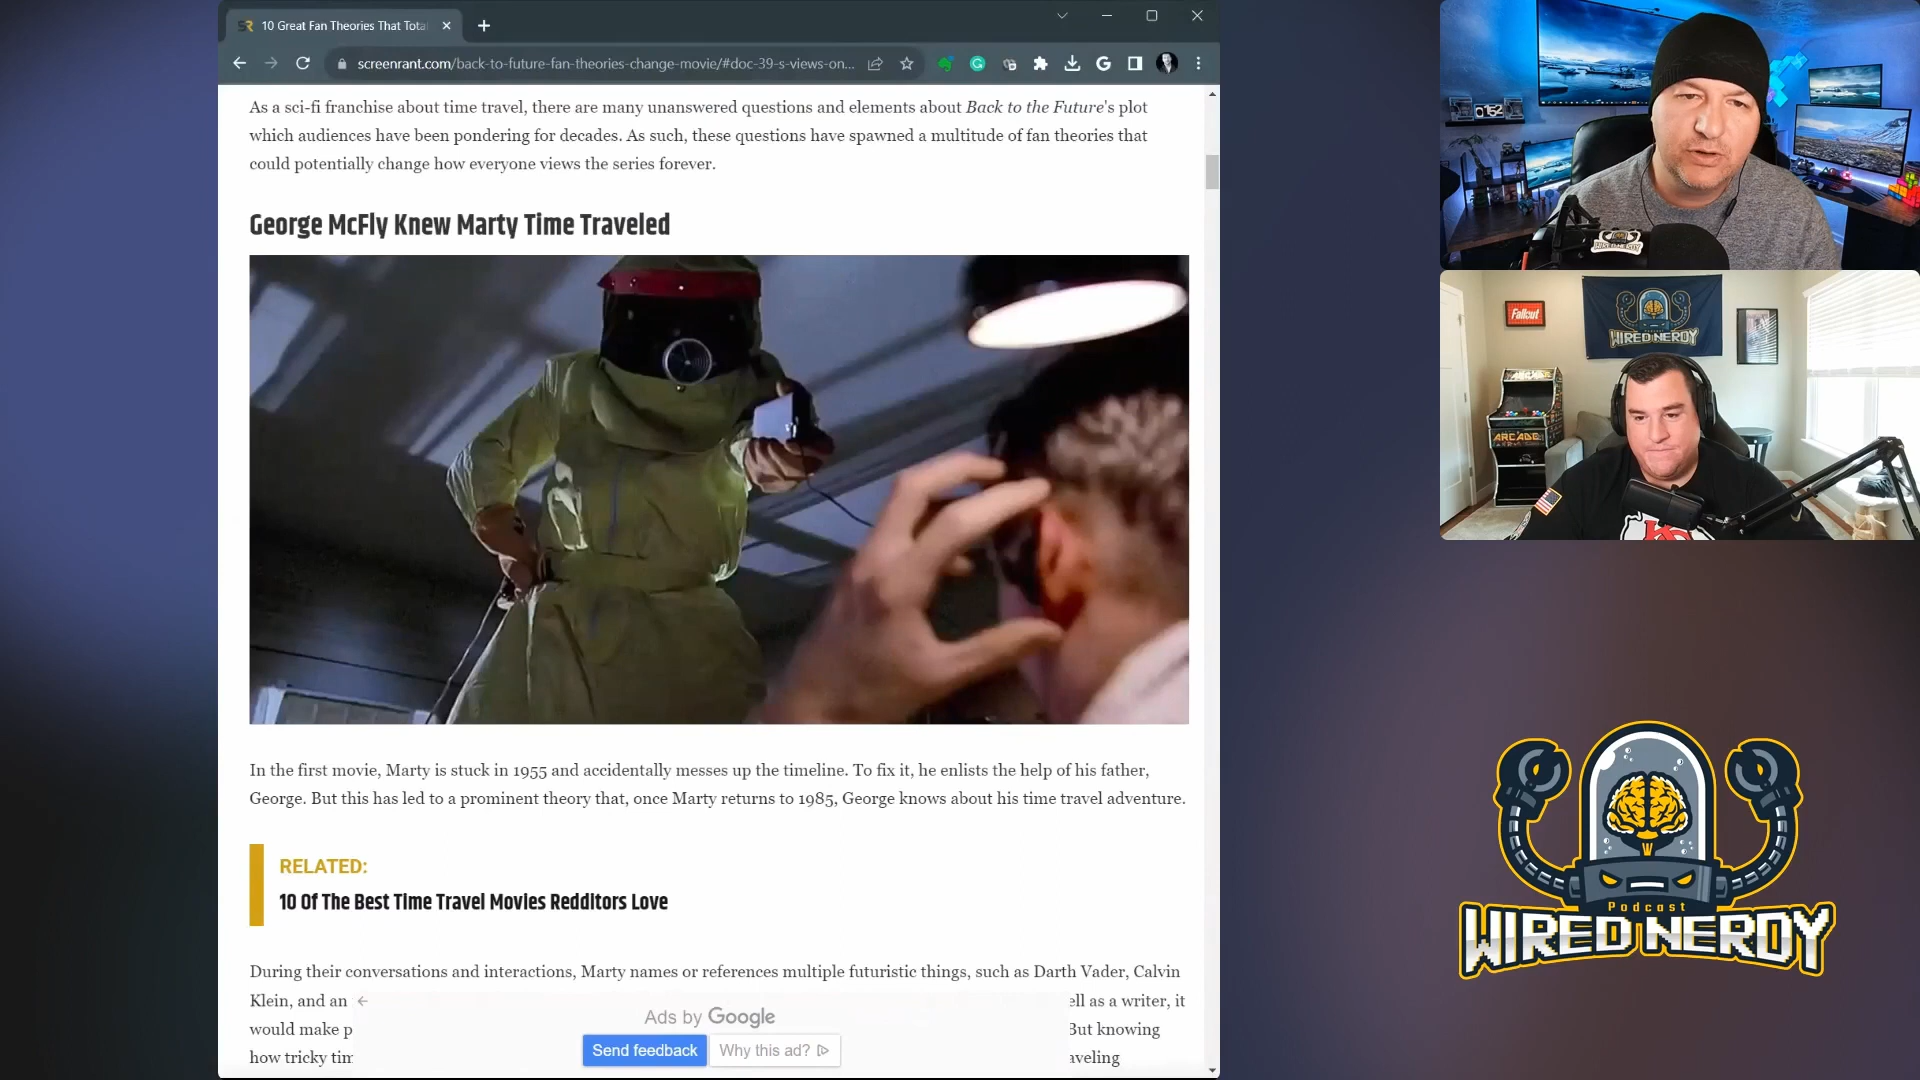 10 Great Fan Theories That Tota
screenrant.com/back-to-future-fan-theories-change-movie/#doc-39-s-views-on...
As a sci-fi franchise about time travel, there are many unanswered questions and elements about Back to the Future's plot
which audiences have been pondering for decades. As such, these questions have spawned a multitude of fan theories that
could potentially change how everyone views the series forever.
George McFly Knew Marty Time Traveled
In the first movie, Marty is stuck in 1955 and accidentally messes up the timeline. To fix it, he enlists the help of his father,
George. But this has led to a prominent theory that, once Marty returns to 1985, George knows about his time travel adventure.
RELATED:
10 Of The Best Time Travel Movies Redditors Love
During their conversations and interactions, Marty names or references multiple futuristic things, such as Darth Vader, Calvin
Klein, and an
ell as a writer, it
would make p
But knowing
how tricky tim
aveling
Ads by Google
Send feedback
Why this ad?
WIRED NERDY
Fallout
WIRED NERDY
ARCADE
Podcast
WIRED NERDY